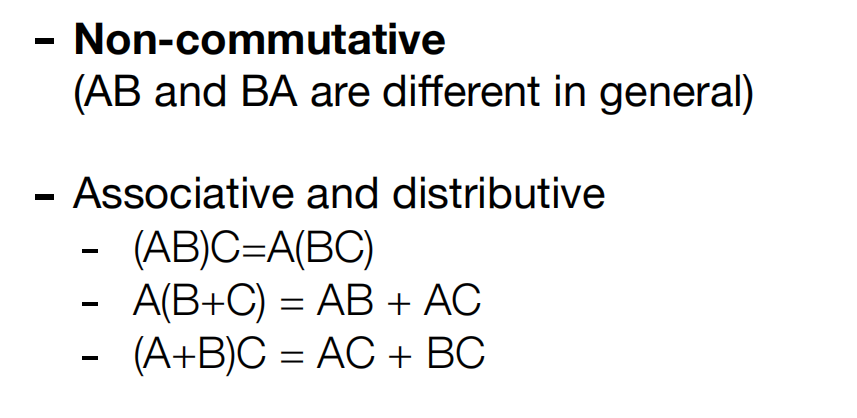 - Non-commutative
(AB and BA are different in general)
- Associative and distributive
- (AB)C=A(BC)
- A(B+C) = AB + AC
- (A+B)C = AC + BC